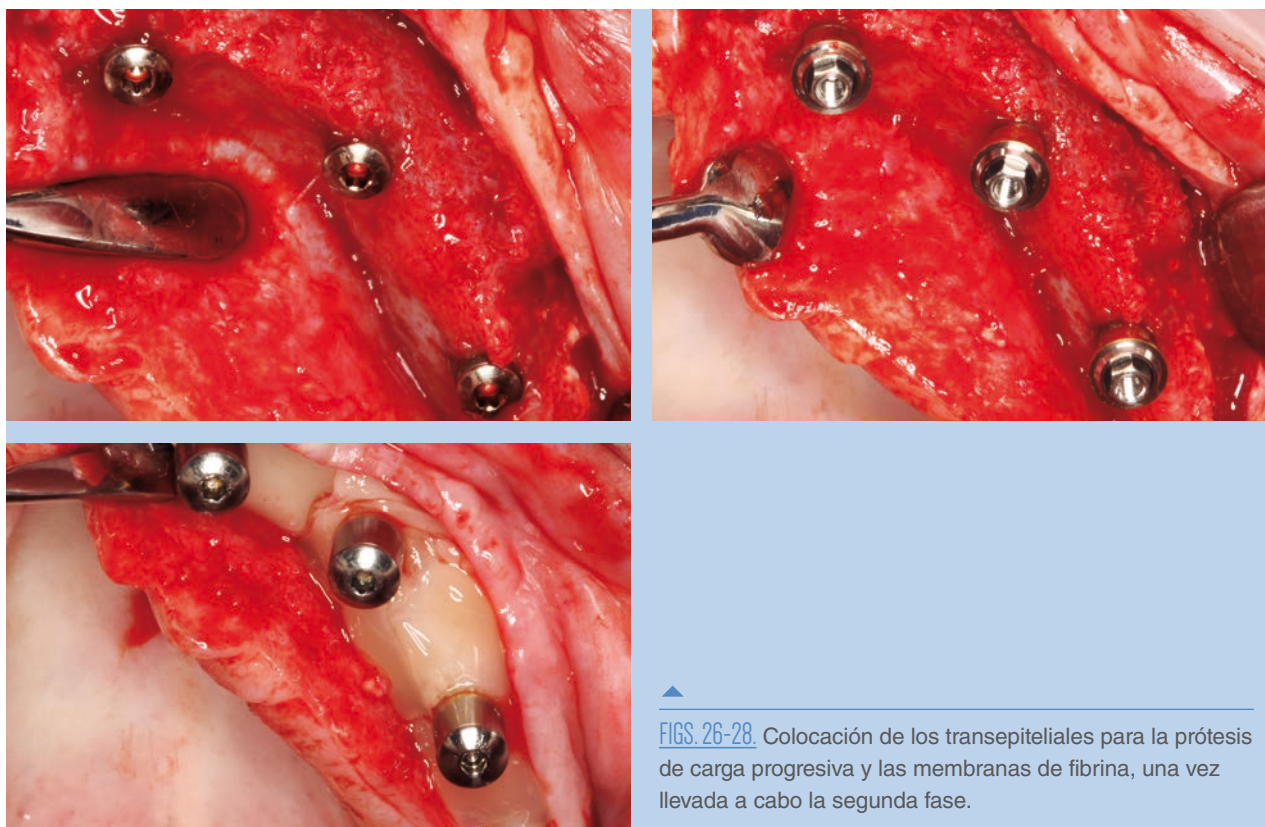 FIGS. 26-28. Colocación de los transepiteliales para la prótesis
de carga progresiva y las membranas de fibrina, una vez
llevada a cabo la segunda fase.